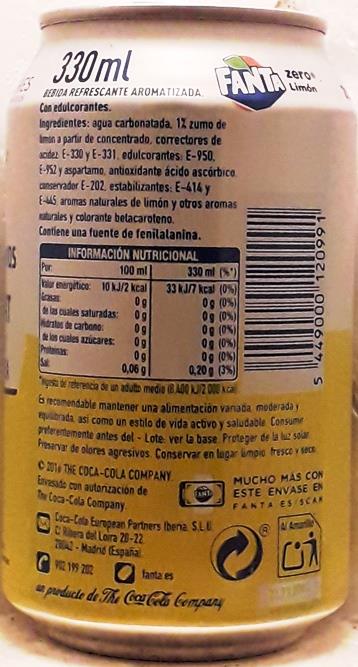 330ml
BEBIDA REFRESCANTE AROMATIZADA.
FANTA zero
Limón
Con edulcorantes.
Ingredientes: agua carbonatada, 1% zumo de
limón a partir de concentrado, correctores de
acidez E-330 y E-331, edulcorantes: E-950,
E-952 y aspartamo, antioxidante ácido ascórbico,
conservador E-202, estabilizantes: E-414 y
E-445, aromas naturales de limón y otros aromas
naturales y colorante betacaroteno.
Contiene una fuente de fenilalanina.
INFORMACIÓN NUTRICIONAL
Por: 100 ml 330 ml (%*)
Valor energético: 10 kJ/2 kcal 33 kJ/7 kcal (0%)
Grasas: 0 g 0 g (0%)
de las cuales saturadas: 0 g 0 g (0%)
Hidratos de carbono: 0 g 0 g (0%)
de los cuales azúcares: 0 g 0 g (0%)
Proteínas: 0 g 0 g (0%)
Sal: 0,06 g 0,20 g (3%)
*Ingesta de referencia de un adulto medio (8.400 kJ/2 000 kcal)
Es recomendable mantener una alimentación variada, moderada y
equilibrada, así como un estilo de vida activo y saludable. Consumir
preferentemente antes del - Lote: ver la base. Proteger de la luz solar.
Preservar de olores agresivos. Conservar en lugar limpio, fresco y seco.
© 2016 THE COCA-COLA COMPANY.
Envasado con autorización de
The Coca-Cola Company.
Coca-Cola European Partners Iberia, S.L.U.
C/ Ribera del Loira 20-22
28042 - Madrid (España).
902 199 202
fanta.es
un producto de The Coca-Cola Company
FANTA
MUCHO MÁS CON
ESTE ENVASE EN
FANTA.ES/SCAN
®
Al Amarillo
5 449000 120991